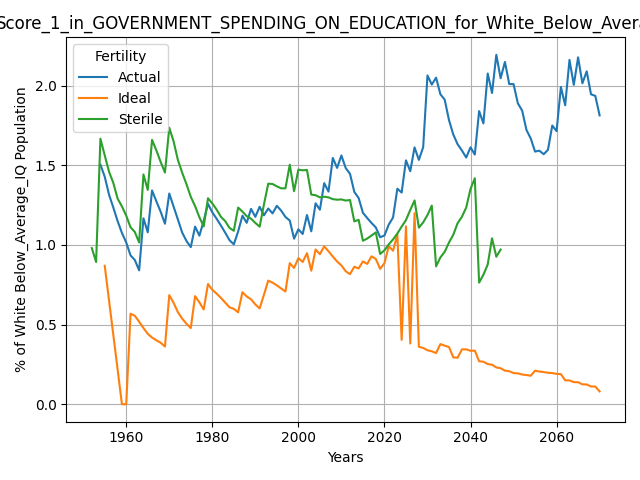 Score_1_in_GOVERNMENT_SPENDING_ON_EDUCATION_for_White_Below_Avera
Fertility
Actual
Ideal
Sterile
% of White Below_Average_IQ Population
2.0
1.5
1.0
0.5
0.0
1960 1980 2000 2020 2040 2060
Years